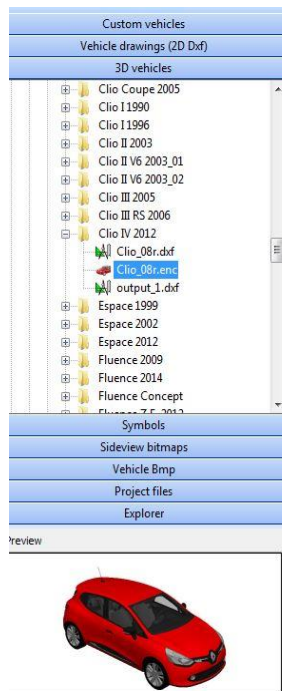 Custom vehicles
Vehicle drawings (2D Dxf)
3D vehicles
Clio Coupe 2005
Clio I 1990
Clio I 1996
Clio II 2003
Clio II V6 2003_01
Clio II V6 2003_02
Clio III 2005
Clio III RS 2006
Clio IV 2012
Clio_08r.dxf
Clio_08r.enc
output_1.dxf
Espace 1999
Espace 2002
Espace 2012
Fluence 2009
Fluence 2014
Fluence Concept
Symbols
Sideview bitmaps
Vehicle Bmp
Project files
Explorer
Preview